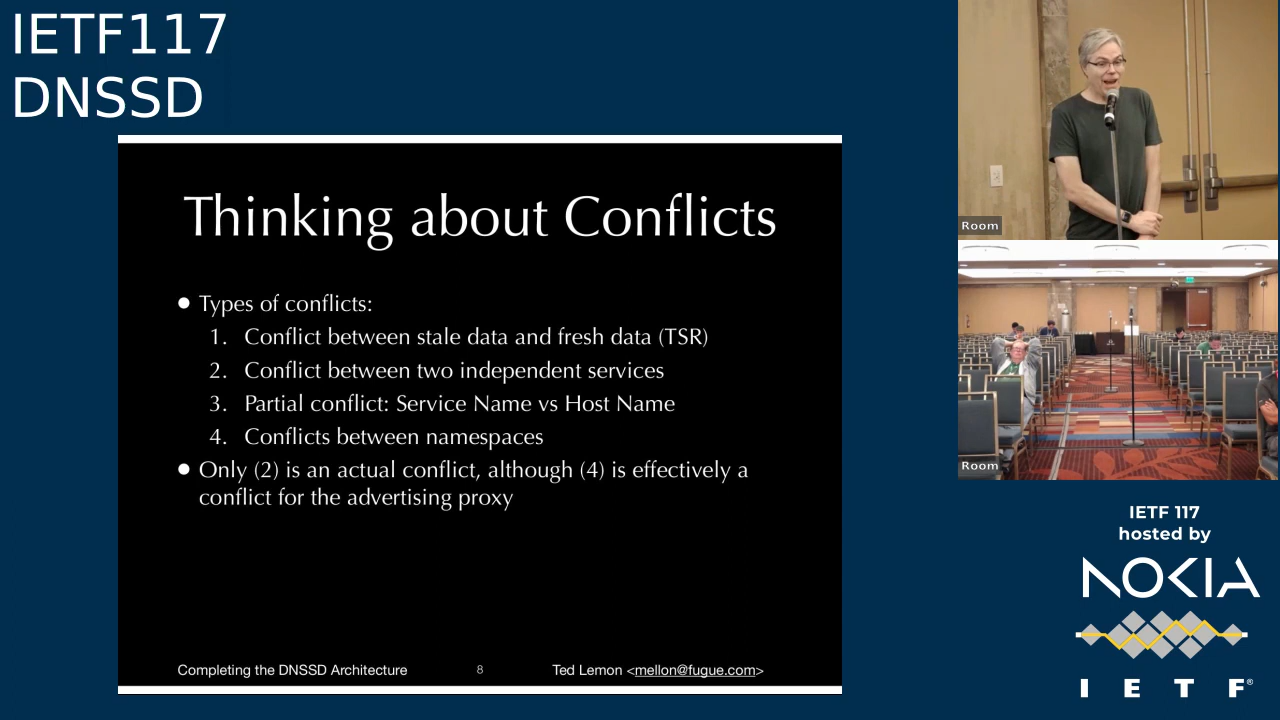 IETF117
DNSSD
Thinking about Conflicts
● Types of conflicts:
1. Conflict between stale data and fresh data (TSR)
2. Conflict between two independent services
3. Partial conflict: Service Name vs Host Name
4. Conflicts between namespaces
● Only (2) is an actual conflict, although (4) is effectively a
conflict for the advertising proxy
Completing the DNSSD Architecture 8 Ted Lemon <mellon@fugue.com>
Room
Room
IETF 117
hosted by
NOKIA
I E T F®